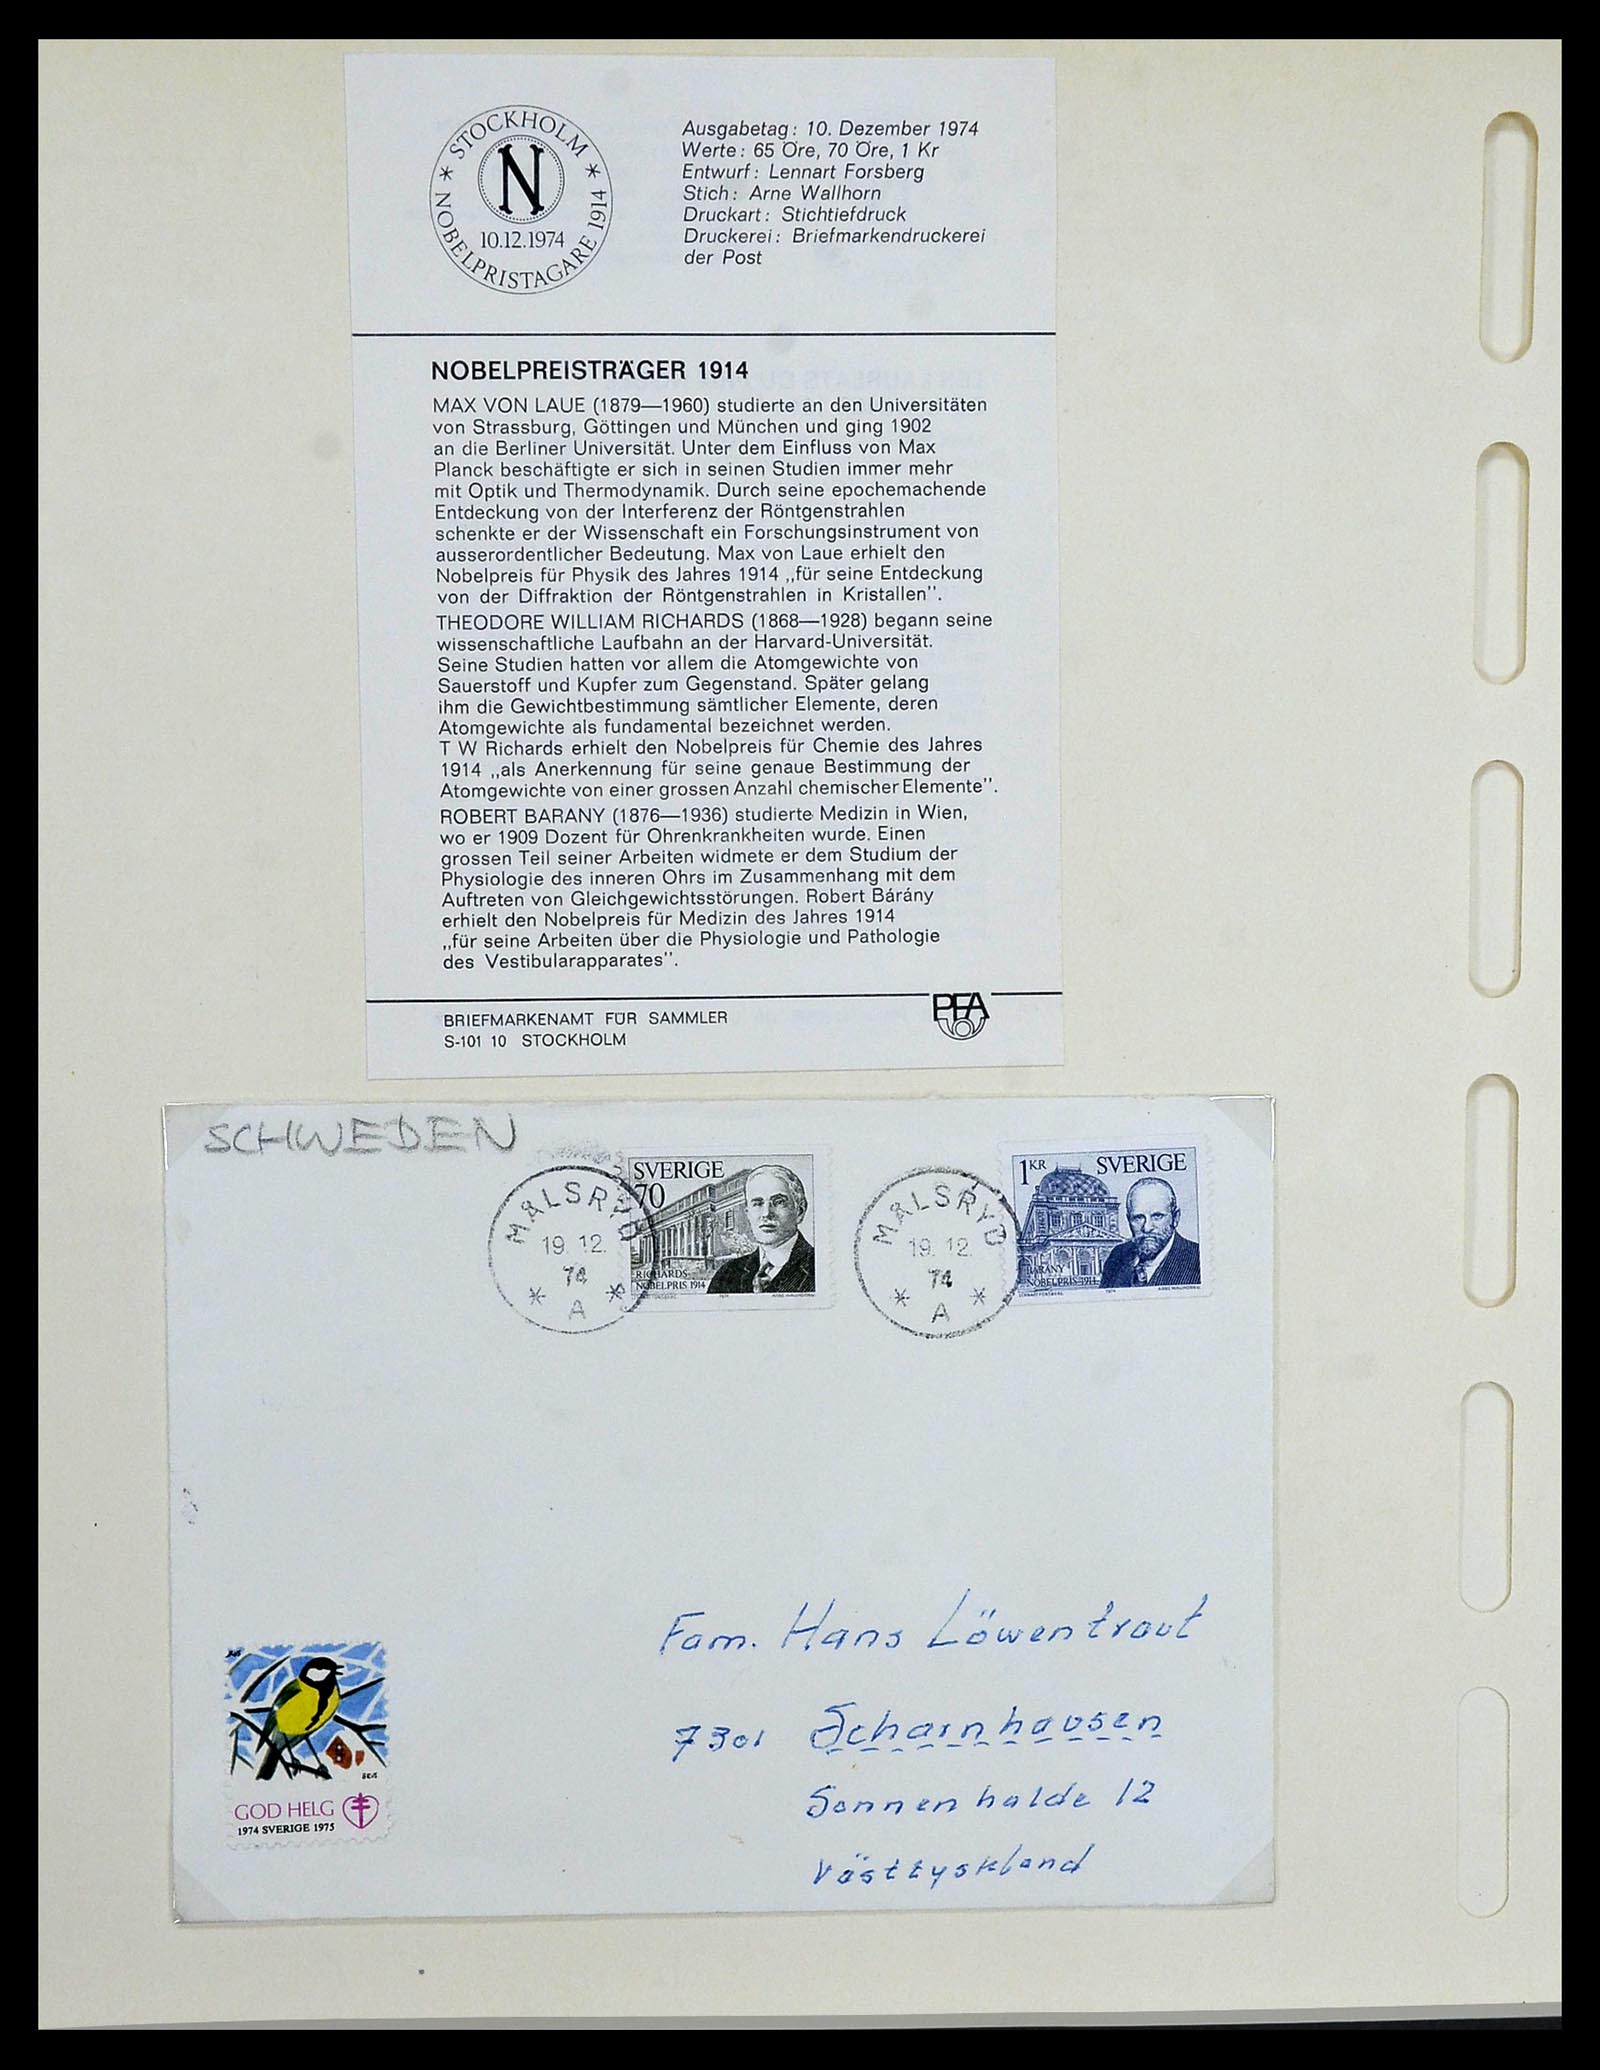 STOCKHOLM
N
10.12.1974
NOBELPRISTAGARE 1914
Ausgabetag: 10. Dezember 1974
Werte: 65 Öre, 70 Öre, 1 Kr
Entwurf: Lennart Forsberg
Stich: Arne Wallhorn
Druckart: Stichtiefdruck
Druckerei: Briefmarkendruckerei
der Post
NOBELPREISTRÄGER 1914
MAX VON LAUE (1879—1960) studierte an den Universitäten
von Strassburg, Göttingen und München und ging 1902
an die Berliner Universität. Unter dem Einfluss von Max
Planck beschäftigte er sich in seinen Studien immer mehr
mit Optik und Thermodynamik. Durch seine epochemachende
Entdeckung von der Interferenz der Röntgenstrahlen
schenkte er der Wissenschaft ein Forschungsinstrument von
ausserordentlicher Bedeutung. Max von Laue erhielt den
Nobelpreis für Physik des Jahres 1914 „für seine Entdeckung
von der Diffraktion der Röntgenstrahlen in Kristallen”.
THEODORE WILLIAM RICHARDS (1868—1928) begann seine
wissenschaftliche Laufbahn an der Harvard-Universität.
Seine Studien hatten vor allem die Atomgewichte von
Sauerstoff und Kupfer zum Gegenstand. Später gelang
ihm die Gewichtbestimmung sämtlicher Elemente, deren
Atomgewichte als fundamental bezeichnet werden.
T W Richards erhielt den Nobelpreis für Chemie des Jahres
1914 „als Anerkennung für seine genaue Bestimmung der
Atomgewichte von einer grossen Anzahl chemischer Elemente”.
ROBERT BARANY (1876—1936) studierte Medizin in Wien,
wo er 1909 Dozent für Ohrenkrankheiten wurde. Einen
grossen Teil seiner Arbeiten widmete er dem Studium der
Physiologie des inneren Ohrs im Zusammenhang mit dem
Auftreten von Gleichgewichtsstörungen. Robert Bárány
erhielt den Nobelpreis für Medizin des Jahres 1914
„für seine Arbeiten über die Physiologie und Pathologie
des Vestibularapparates”.
BRIEFMARKENAMT FÜR SAMMLER
S-101 10 STOCKHOLM
PFA
SCHWEDEN
MÅLSRYD
19. 12.
74
A
SVERIGE
70
RICHARDS
NOBELPRIS 1914
MÅLSRYD
19. 12.
74
A
1 KR SVERIGE
BÁRÁNY
NOBELPRIS 1914
Fam. Hans Löwentraut
7301 Scharnhausen
Sonnenhalde 12
Västtyskland
GOD HELG
1974 SVERIGE 1975